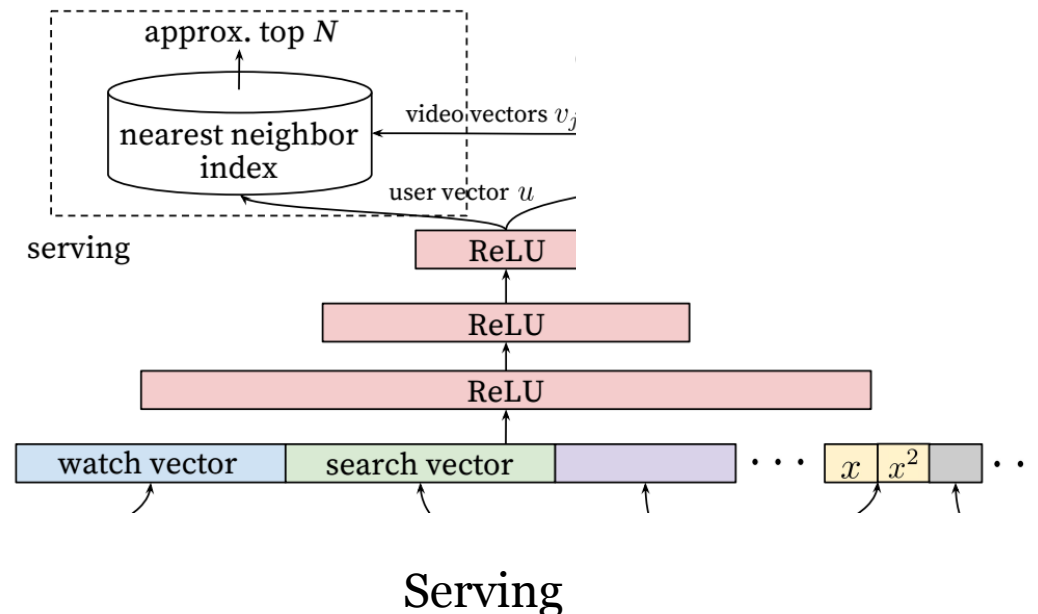 approx. top N
nearest neighbor
index
video vectors v_j
user vector u
serving
ReLU
ReLU
ReLU
watch vector search vector · · · x x² · ·
Serving